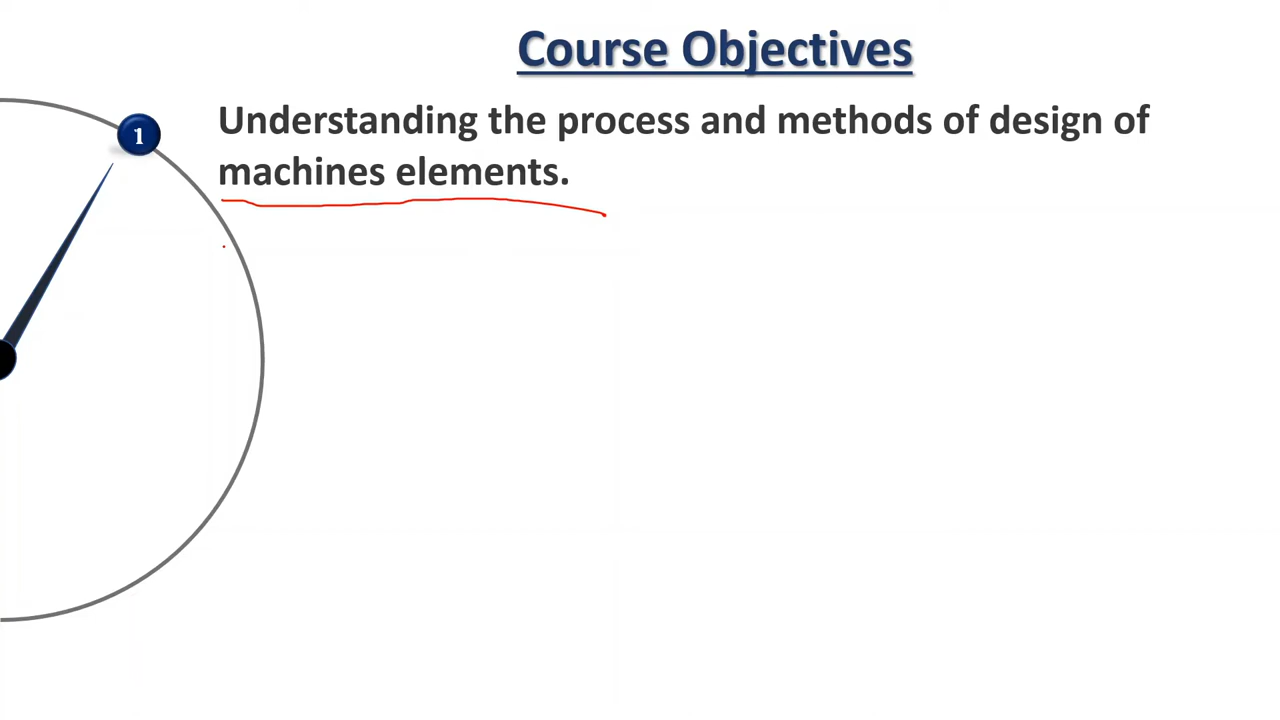 Course Objectives
1
Understanding the process and methods of design of
machines elements.